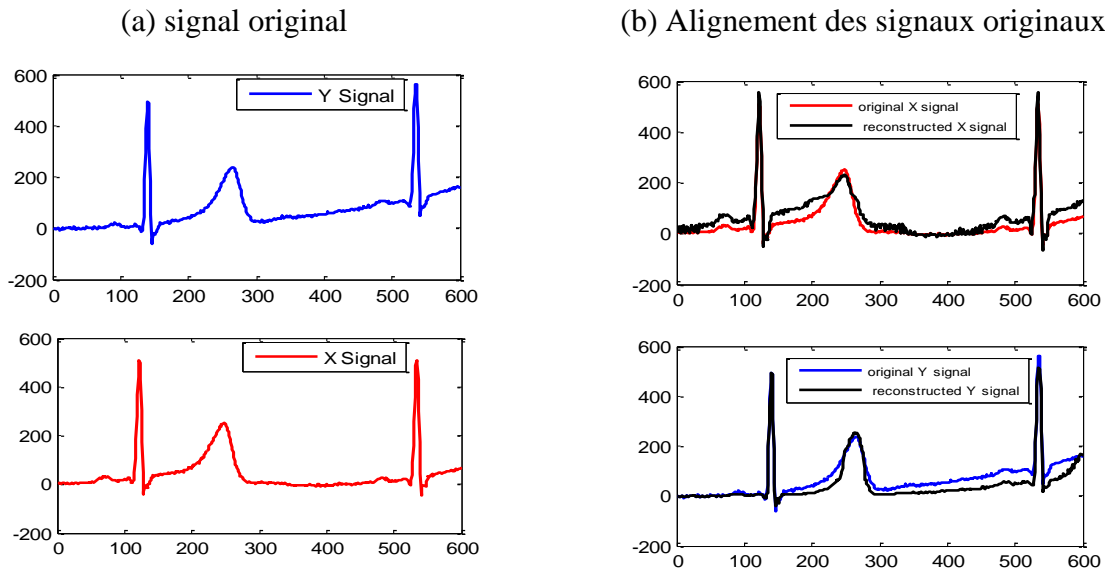 (a) signal original
(b) Alignement des signaux originaux
600
400
200
0
-200
0 100 200 300 400 500 600
Y Signal
600
400
200
0
-200
0 100 200 300 400 500 600
original X signal
reconstructed X signal
600
400
200
0
-200
0 100 200 300 400 500 600
X Signal
600
400
200
0
-200
0 100 200 300 400 500 600
original Y signal
reconstructed Y signal